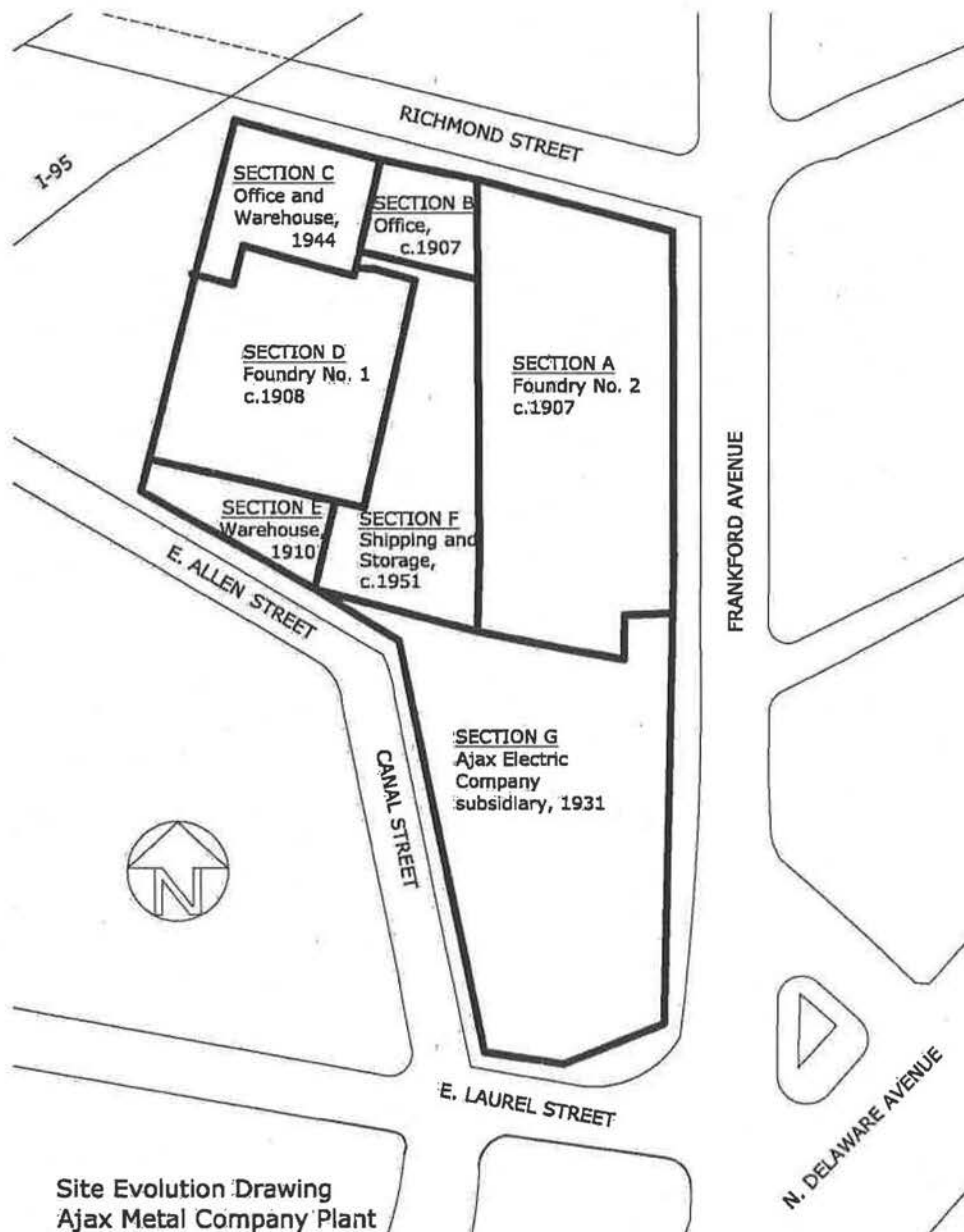 RICHMOND STREET
I-95
SECTION C
Office and
Warehouse,
1944
SECTION B
Office,
c.1907
SECTION D
Foundry No. 1
c.1908
SECTION A
Foundry No. 2
c.1907
FRANKFORD AVENUE
SECTION E
Warehouse,
1910
SECTION F
Shipping and
Storage,
c.1951
E. ALLEN STREET
SECTION G
Ajax Electric
Company
subsidiary, 1931
CANAL STREET
N
E. LAUREL STREET
N. DELAWARE AVENUE
Site Evolution Drawing
Ajax Metal Company Plant